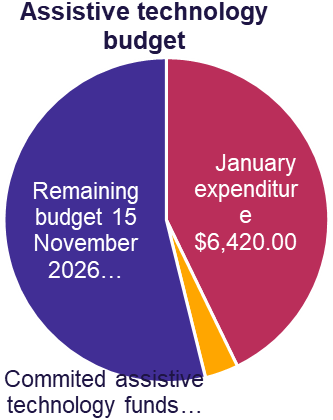 Assistive technology
budget
January
expenditur
e
$6,420.00
Remaining
budget 15
November
2026…
Commited assistive
technology funds…